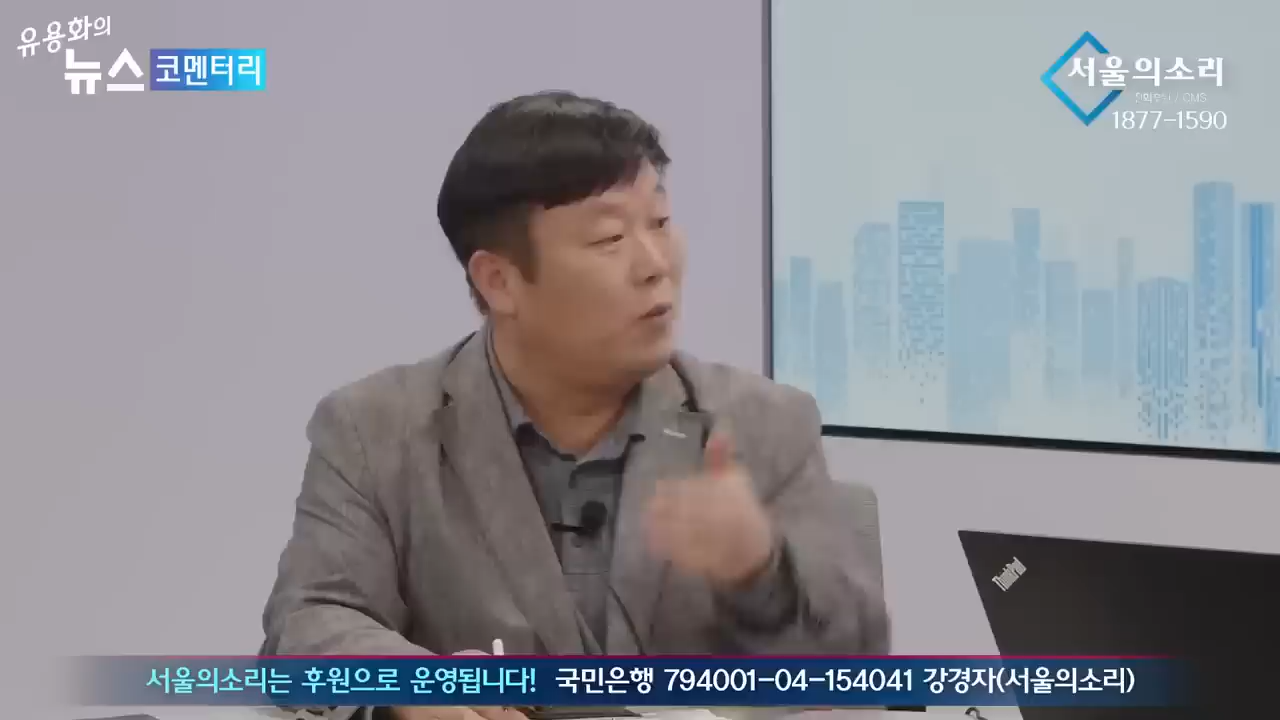 유용화의
뉴스 코멘터리
서울의소리
1877-1590
ThinkPad
서울의소리는 후원으로 운영됩니다! 국민은행 794001-04-154041 강경자(서울의소리)